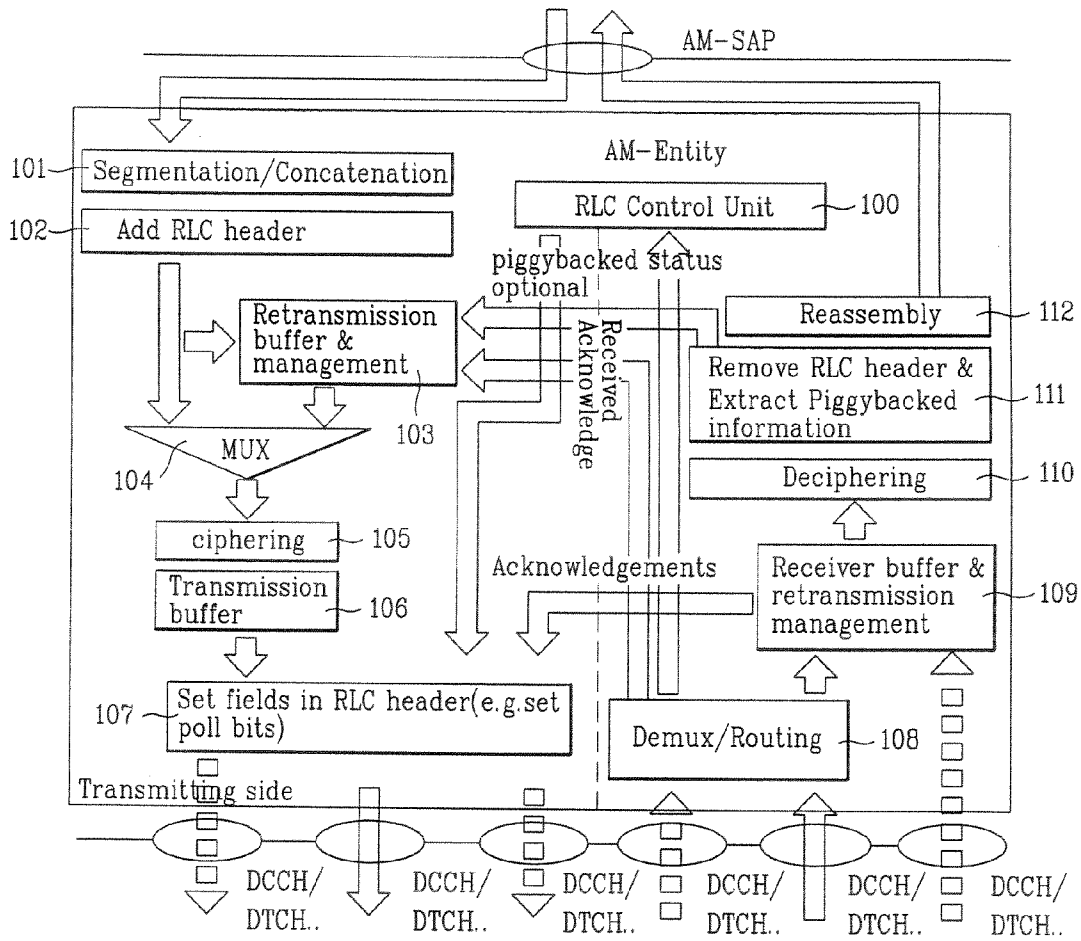 AM-SAP
101
Segmentation/Concatenation
AM-Entity
RLC Control Unit
100
102
Add RLC header
piggybacked status
optional
Retransmission
buffer &
management
103
Received
Acknowledge
Reassembly
112
Remove RLC header &
Extract Piggybacked
information
111
MUX
104
Deciphering
110
ciphering
105
Acknowledgements
Receiver buffer &
retransmission
management
109
Transmission
buffer
106
107
Set fields in RLC header(e.g.set
poll bits)
Demux/Routing
108
Transmitting side
DCCH/
DTCH..
DCCH/
DTCH..
DCCH/
DTCH..
DCCH/
DTCH..
DCCH/
DTCH..
DCCH/
DTCH..